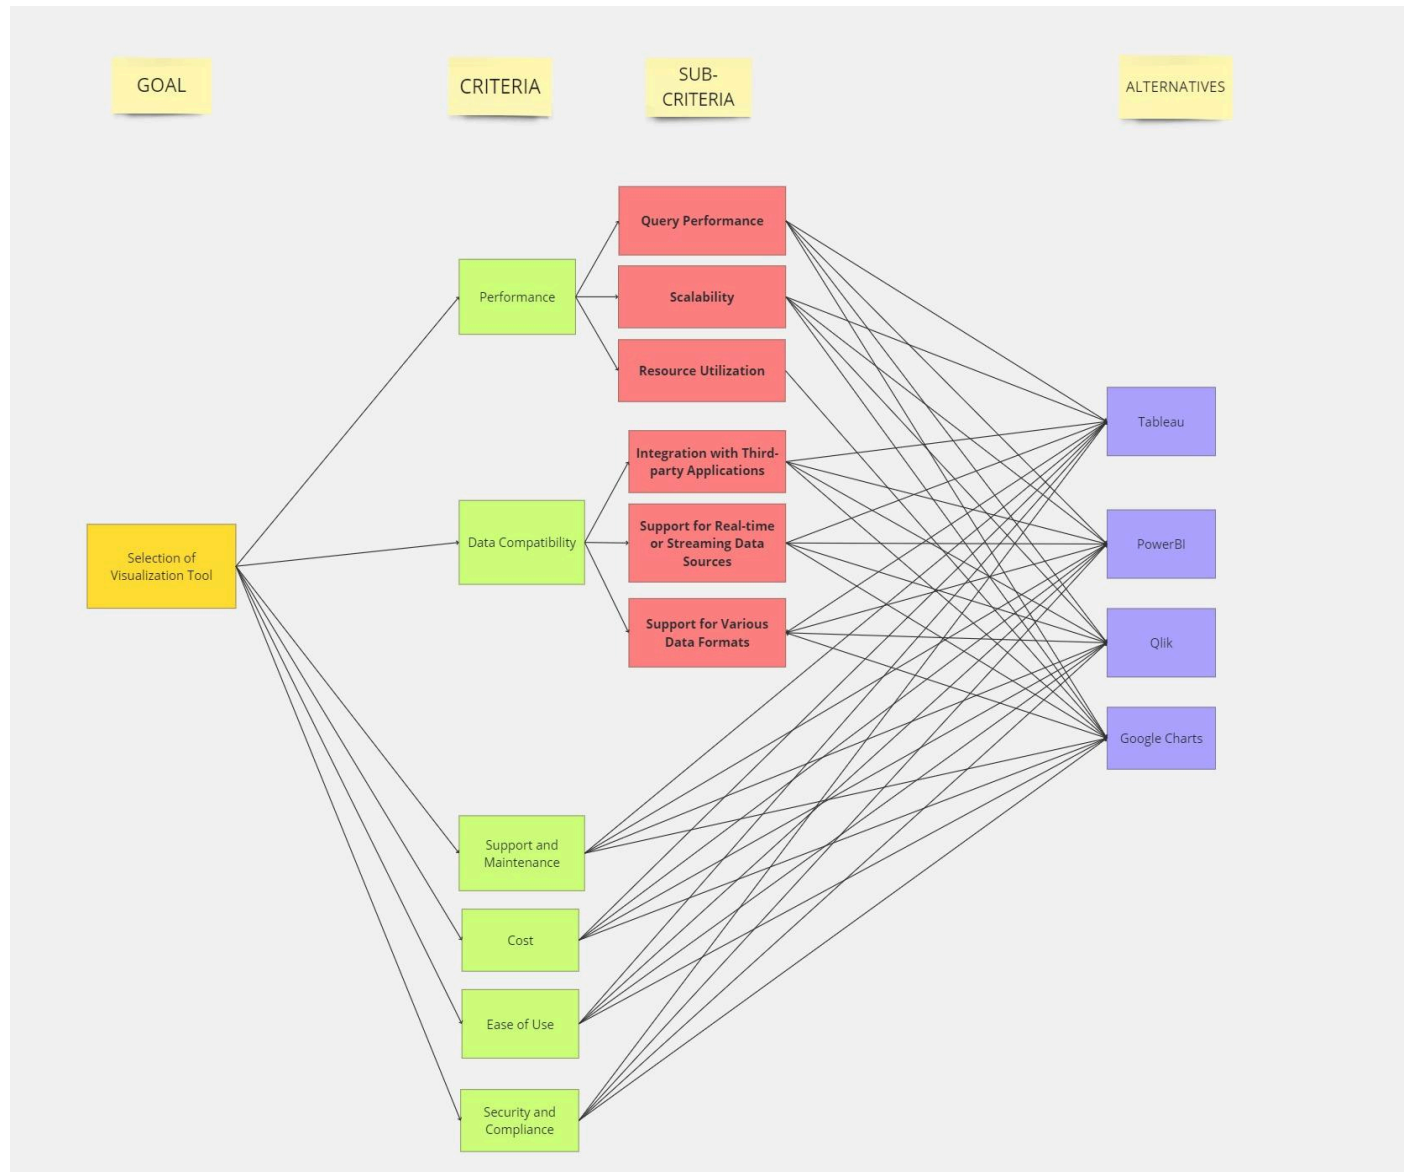 GOAL
CRITERIA
SUB-
CRITERIA
ALTERNATIVES
Query Performance
Performance
Scalability
Resource Utilization
Tableau
Integration with Third-
party Applications
Selection of
Visualization Tool
Data Compatibility
Support for Real-time
or Streaming Data
Sources
PowerBI
Support for Various
Data Formats
Qlik
Google Charts
Support and
Maintenance
Cost
Ease of Use
Security and
Compliance